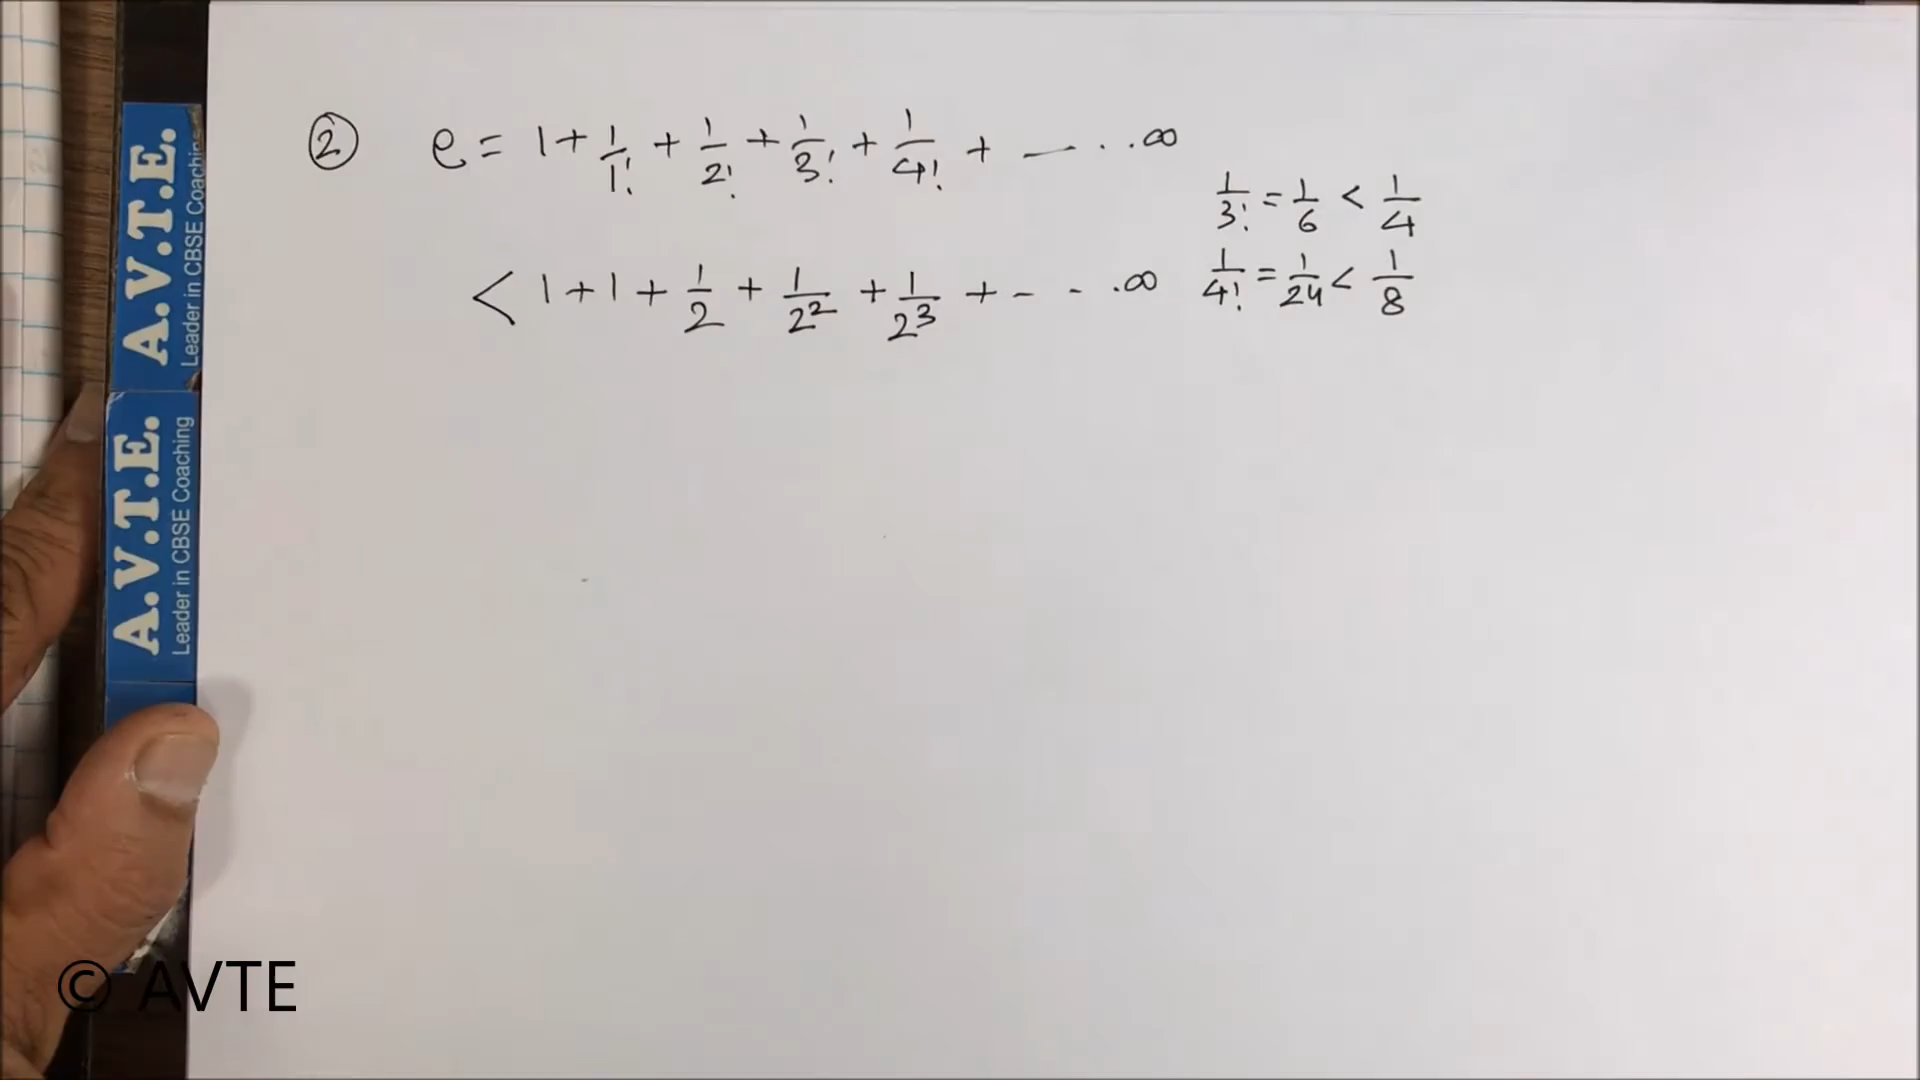 ② e = 1 + 1/1! + 1/2! + 1/3! + 1/4! + — . . . ∞
1/3! = 1/6 < 1/4
< 1 + 1 + 1/2 + 1/2² + 1/2³ + - - . ∞
1/4! = 1/24 < 1/8
A.V.T.E.
Leader in CBSE Coaching
A.V.T.E.
Leader in CBSE Coaching
© AVTE